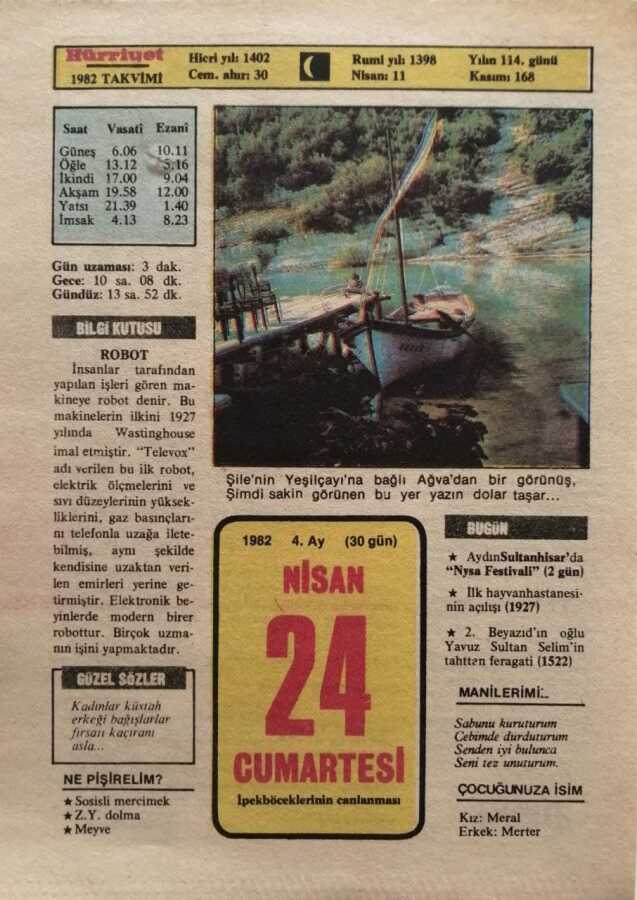 Hürriyet
1982 TAKVİMİ
Hicri yılı: 1402
Cem. ahır: 30
Rumi yılı: 1398
Nisan: 11
Yılın 114. günü
Kasım: 168
Saat Vasatî Ezanî
Güneş 6.06 10.11
Öğle 13.12 5.16
İkindi 17.00 9.04
Akşam 19.58 12.00
Yatsı 21.39 1.40
İmsak 4.13 8.23
Gün uzaması: 3 dak.
Gece: 10 sa. 08 dk.
Gündüz: 13 sa. 52 dk.
BİLGİ KUTUSU
ROBOT
İnsanlar tarafından
yapılan işleri gören ma-
kineye robot denir. Bu
makinelerin ilkini 1927
yılında Wastinghouse
imal etmiştir. "Televox"
adı verilen bu ilk robot,
elektrik ölçmelerini ve
sıvı düzeylerinin yüksek-
liklerini, gaz basınçları-
nı telefonla uzağa ilete-
bilmiş, aynı şekilde
kendisine uzaktan veri-
len emirleri yerine ge-
tirmiştir. Elektronik be-
yinlerde modern birer
robottur. Birçok uzma-
nın işini yapmaktadır.
GÜZEL SÖZLER
Kadınlar küstah
erkeği bağışlarlar
fırsatı kaçıranı
asla...
NE PİŞİRELİM?
★ Sosisli mercimek
★ Z.Y. dolma
★ Meyve
Şile'nin Yeşilçayı'na bağlı Ağva'dan bir görünüş,
Şimdi sakin görünen bu yer yazın dolar taşar...
1982 4. Ay (30 gün)
NİSAN
24
CUMARTESİ
İpekböceklerinin canlanması
BUGÜN
★ AydınSultanhisar'da
"Nysa Festivali" (2 gün)
★ İlk hayvanhastanesi-
nin açılışı (1927)
★ 2. Beyazıd'ın oğlu
Yavuz Sultan Selim'in
tahttan feragati (1522)
MANİLERİMİZ
Sabunu kuruturum
Cebimde durduturum
Senden iyi bulunca
Seni tez unuturum.
ÇOCUĞUNUZA İSİM
Kız: Meral
Erkek: Merter